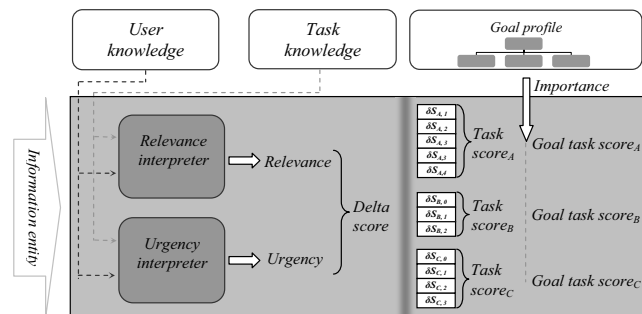 User
knowledge
Task
knowledge
Goal profile
Importance
Information entity
Relevance
interpreter
Relevance
Urgency
interpreter
Urgency
Delta
score
δS_A, 1
δS_A, 2
δS_A, 3
δS_A,3
δS_A,4
Task
score_A
Goal task score_A
δS_B, 0
δS_B, 1
δS_B, 2
Task
score_B
Goal task score_B
δS_C, 0
δS_C, 1
δS_C, 2
δS_C, 3
Task
score_C
Goal task score_C